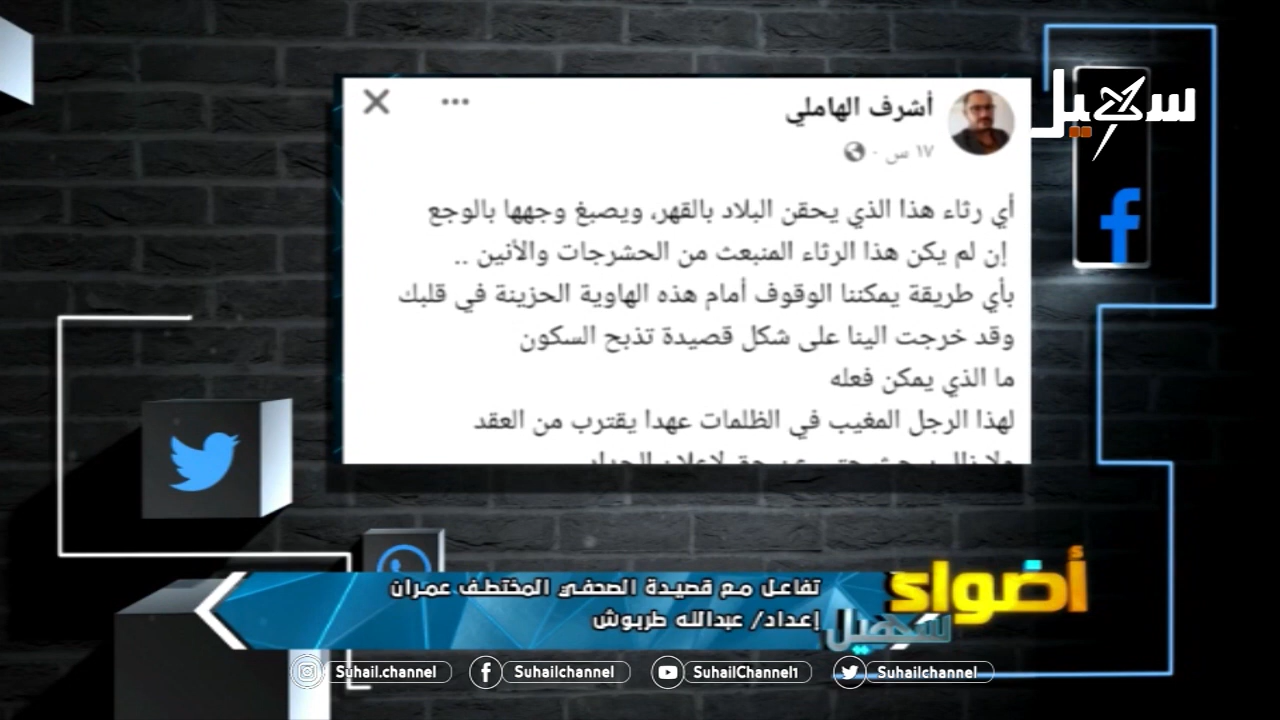 سهيل
أشرف الهاملي
١٧ س ·
أي رثاء هذا الذي يحقن البلاد بالقهر، ويصبغ وجهها بالوجع
إن لم يكن هذا الرثاء المنبعث من الحشرجات والأنين ..
بأي طريقة يمكننا الوقوف أمام هذه الهاوية الحزينة في قلبك
وقد خرجت الينا على شكل قصيدة تذبح السكون
ما الذي يمكن فعله
لهذا الرجل المغيب في الظلمات عهدا يقترب من العقد
أضواء
سهيل
تفاعل مع قصيدة الصحفي المختطف عمران
إعداد/ عبدالله طربوش
Suhail.channel
Suhailchannel
SuhailChannel1
Suhailchannel